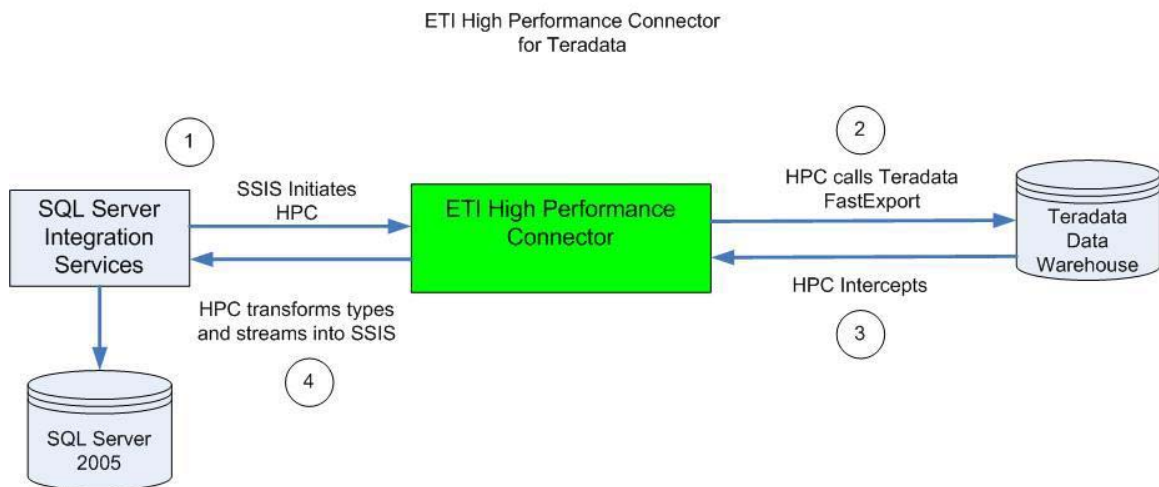 ETI High Performance Connector
for Teradata
1
2
SSIS Initiates
HPC
HPC calls Teradata
FastExport
SQL Server
Integration
Services
ETI High Performance
Connector
Teradata
Data
Warehouse
HPC transforms types
and streams into SSIS
HPC Intercepts
3
4
SQL Server
2005